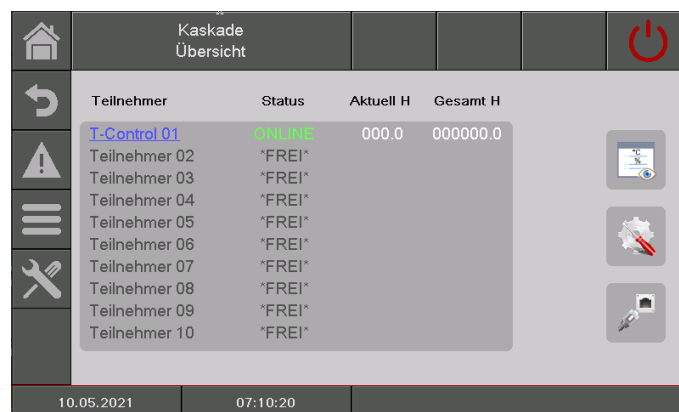 Kaskade
Übersicht
Teilnehmer Status Aktuell H Gesamt H
T-Control 01 ONLINE 000.0 000000.0
Teilnehmer 02 *FREI*
Teilnehmer 03 *FREI*
Teilnehmer 04 *FREI*
Teilnehmer 05 *FREI*
Teilnehmer 06 *FREI*
Teilnehmer 07 *FREI*
Teilnehmer 08 *FREI*
Teilnehmer 09 *FREI*
Teilnehmer 10 *FREI*
°C
%
10.05.2021 07:10:20